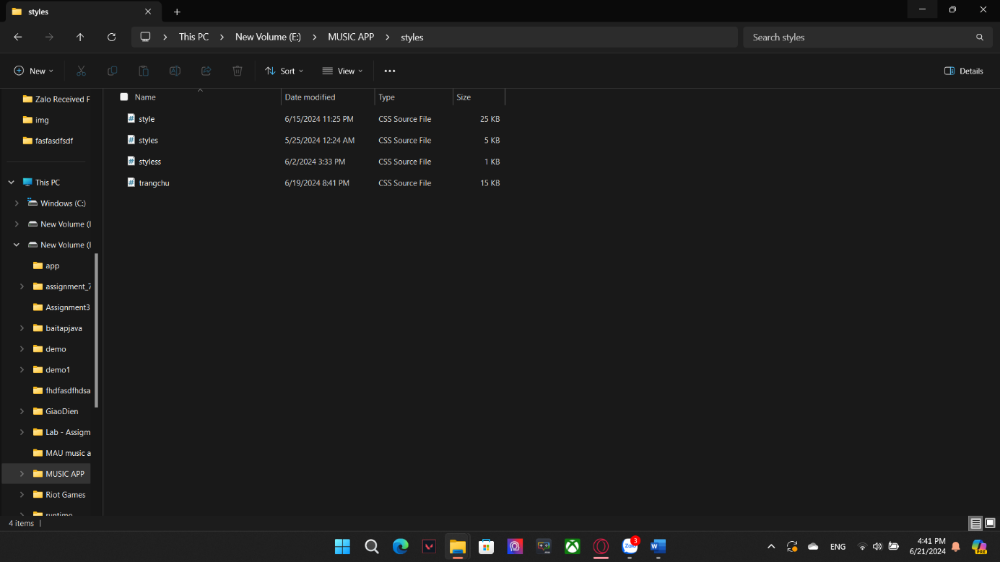 styles
This PC
New Volume (E:)
MUSIC APP
styles
Search styles
New
Sort
View
Details
Name
Date modified
Type
Size
style 6/15/2024 11:25 PM CSS Source File 25 KB
styles 5/25/2024 12:24 AM CSS Source File 5 KB
styless 6/2/2024 3:33 PM CSS Source File 1 KB
trangchu 6/19/2024 8:41 PM CSS Source File 15 KB
Zalo Received F
img
fasfasdfsdf
This PC
Windows (C:)
New Volume (
New Volume (
app
assignment_7
Assignment3
baitapjava
demo
demo1
fhdfasdfhdsa
GiaoDien
Lab - Assigm
MAU music a
MUSIC APP
Riot Games
runtime
4 items
Zalo
3
W
ENG
4:41 PM
6/21/2024
PRE